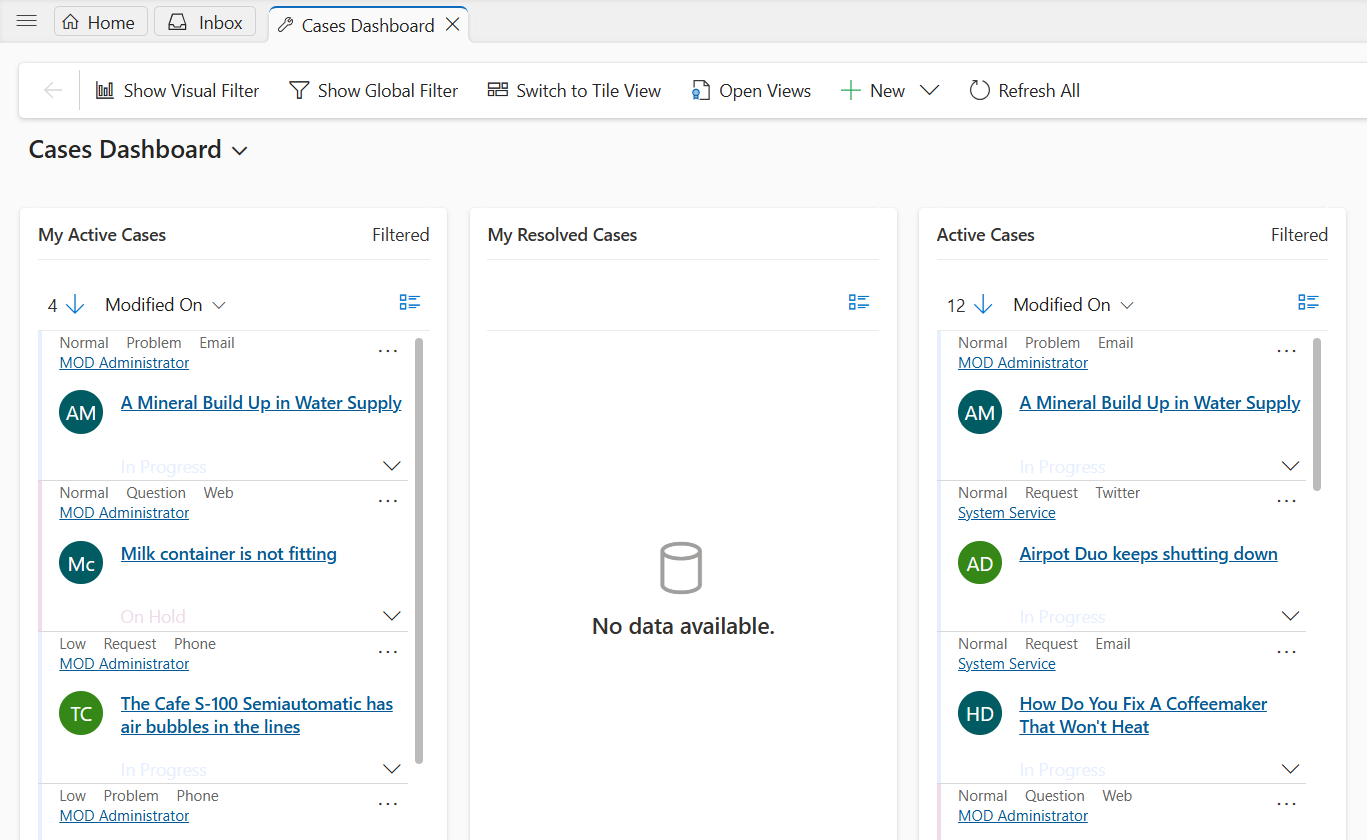 Home Inbox Cases Dashboard
Show Visual Filter Show Global Filter Switch to Tile View Open Views New Refresh All
Cases Dashboard
My Active Cases Filtered
4 Modified On
Normal Problem Email
MOD Administrator
AM A Mineral Build Up in Water Supply
In Progress
Normal Question Web
MOD Administrator
Mc Milk container is not fitting
On Hold
Low Request Phone
MOD Administrator
TC The Cafe S-100 Semiautomatic has
air bubbles in the lines
In Progress
Low Problem Phone
MOD Administrator
My Resolved Cases
No data available.
Active Cases Filtered
12 Modified On
Normal Problem Email
MOD Administrator
AM A Mineral Build Up in Water Supply
In Progress
Normal Request Twitter
System Service
AD Airpot Duo keeps shutting down
In Progress
Normal Request Email
System Service
HD How Do You Fix A Coffeemaker
That Won't Heat
In Progress
Normal Question Web
MOD Administrator